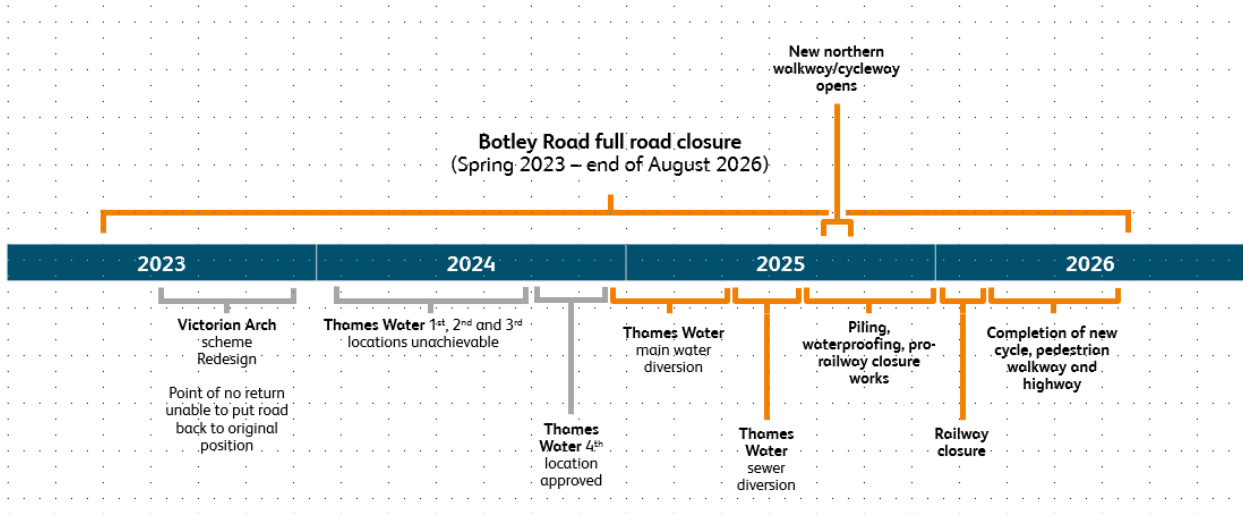 New northern
walkway/cycleway
opens
Botley Road full road closure
(Spring 2023 – end of August 2026)
2023
2024
2025
2026
Victorian Arch
scheme
Redesign
Point of no return
unable to put road
back to original
position
Thames Water 1st, 2nd and 3rd
locations unachievable
Thames
Water 4th
location
approved
Thames Water
main water
diversion
Thames
Water
sewer
diversion
Piling,
waterproofing, pro-
railway closure
works
Railway
closure
Completion of new
cycle, pedestrian
walkway and
highway